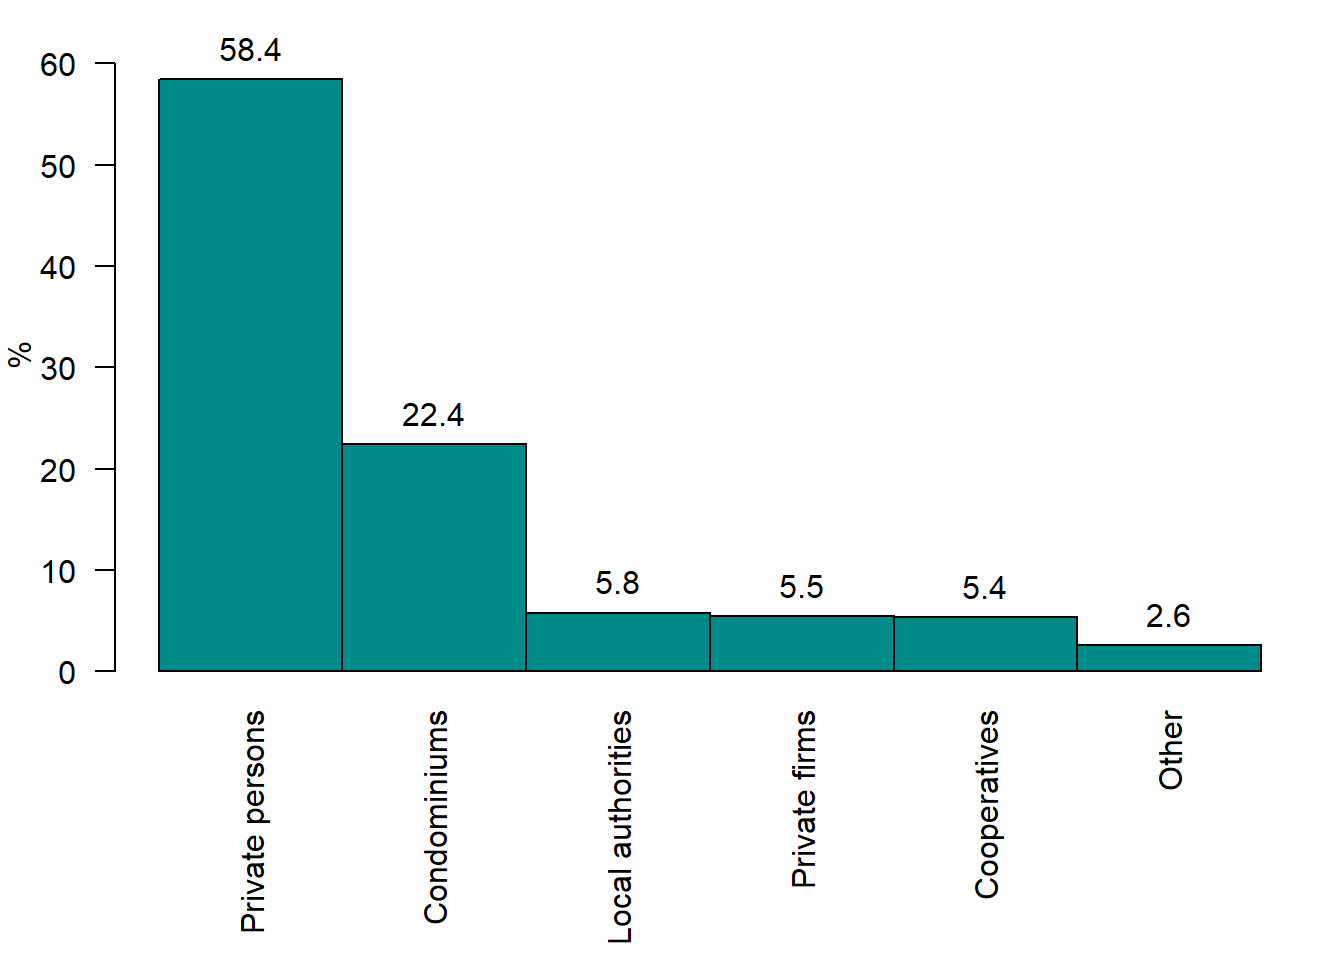 58.4
60
50
40
%
30
22.4
20
10
5.8
5.5
5.4
2.6
0
Private persons
Condominiums
Local authorities
Private firms
Cooperatives
Other